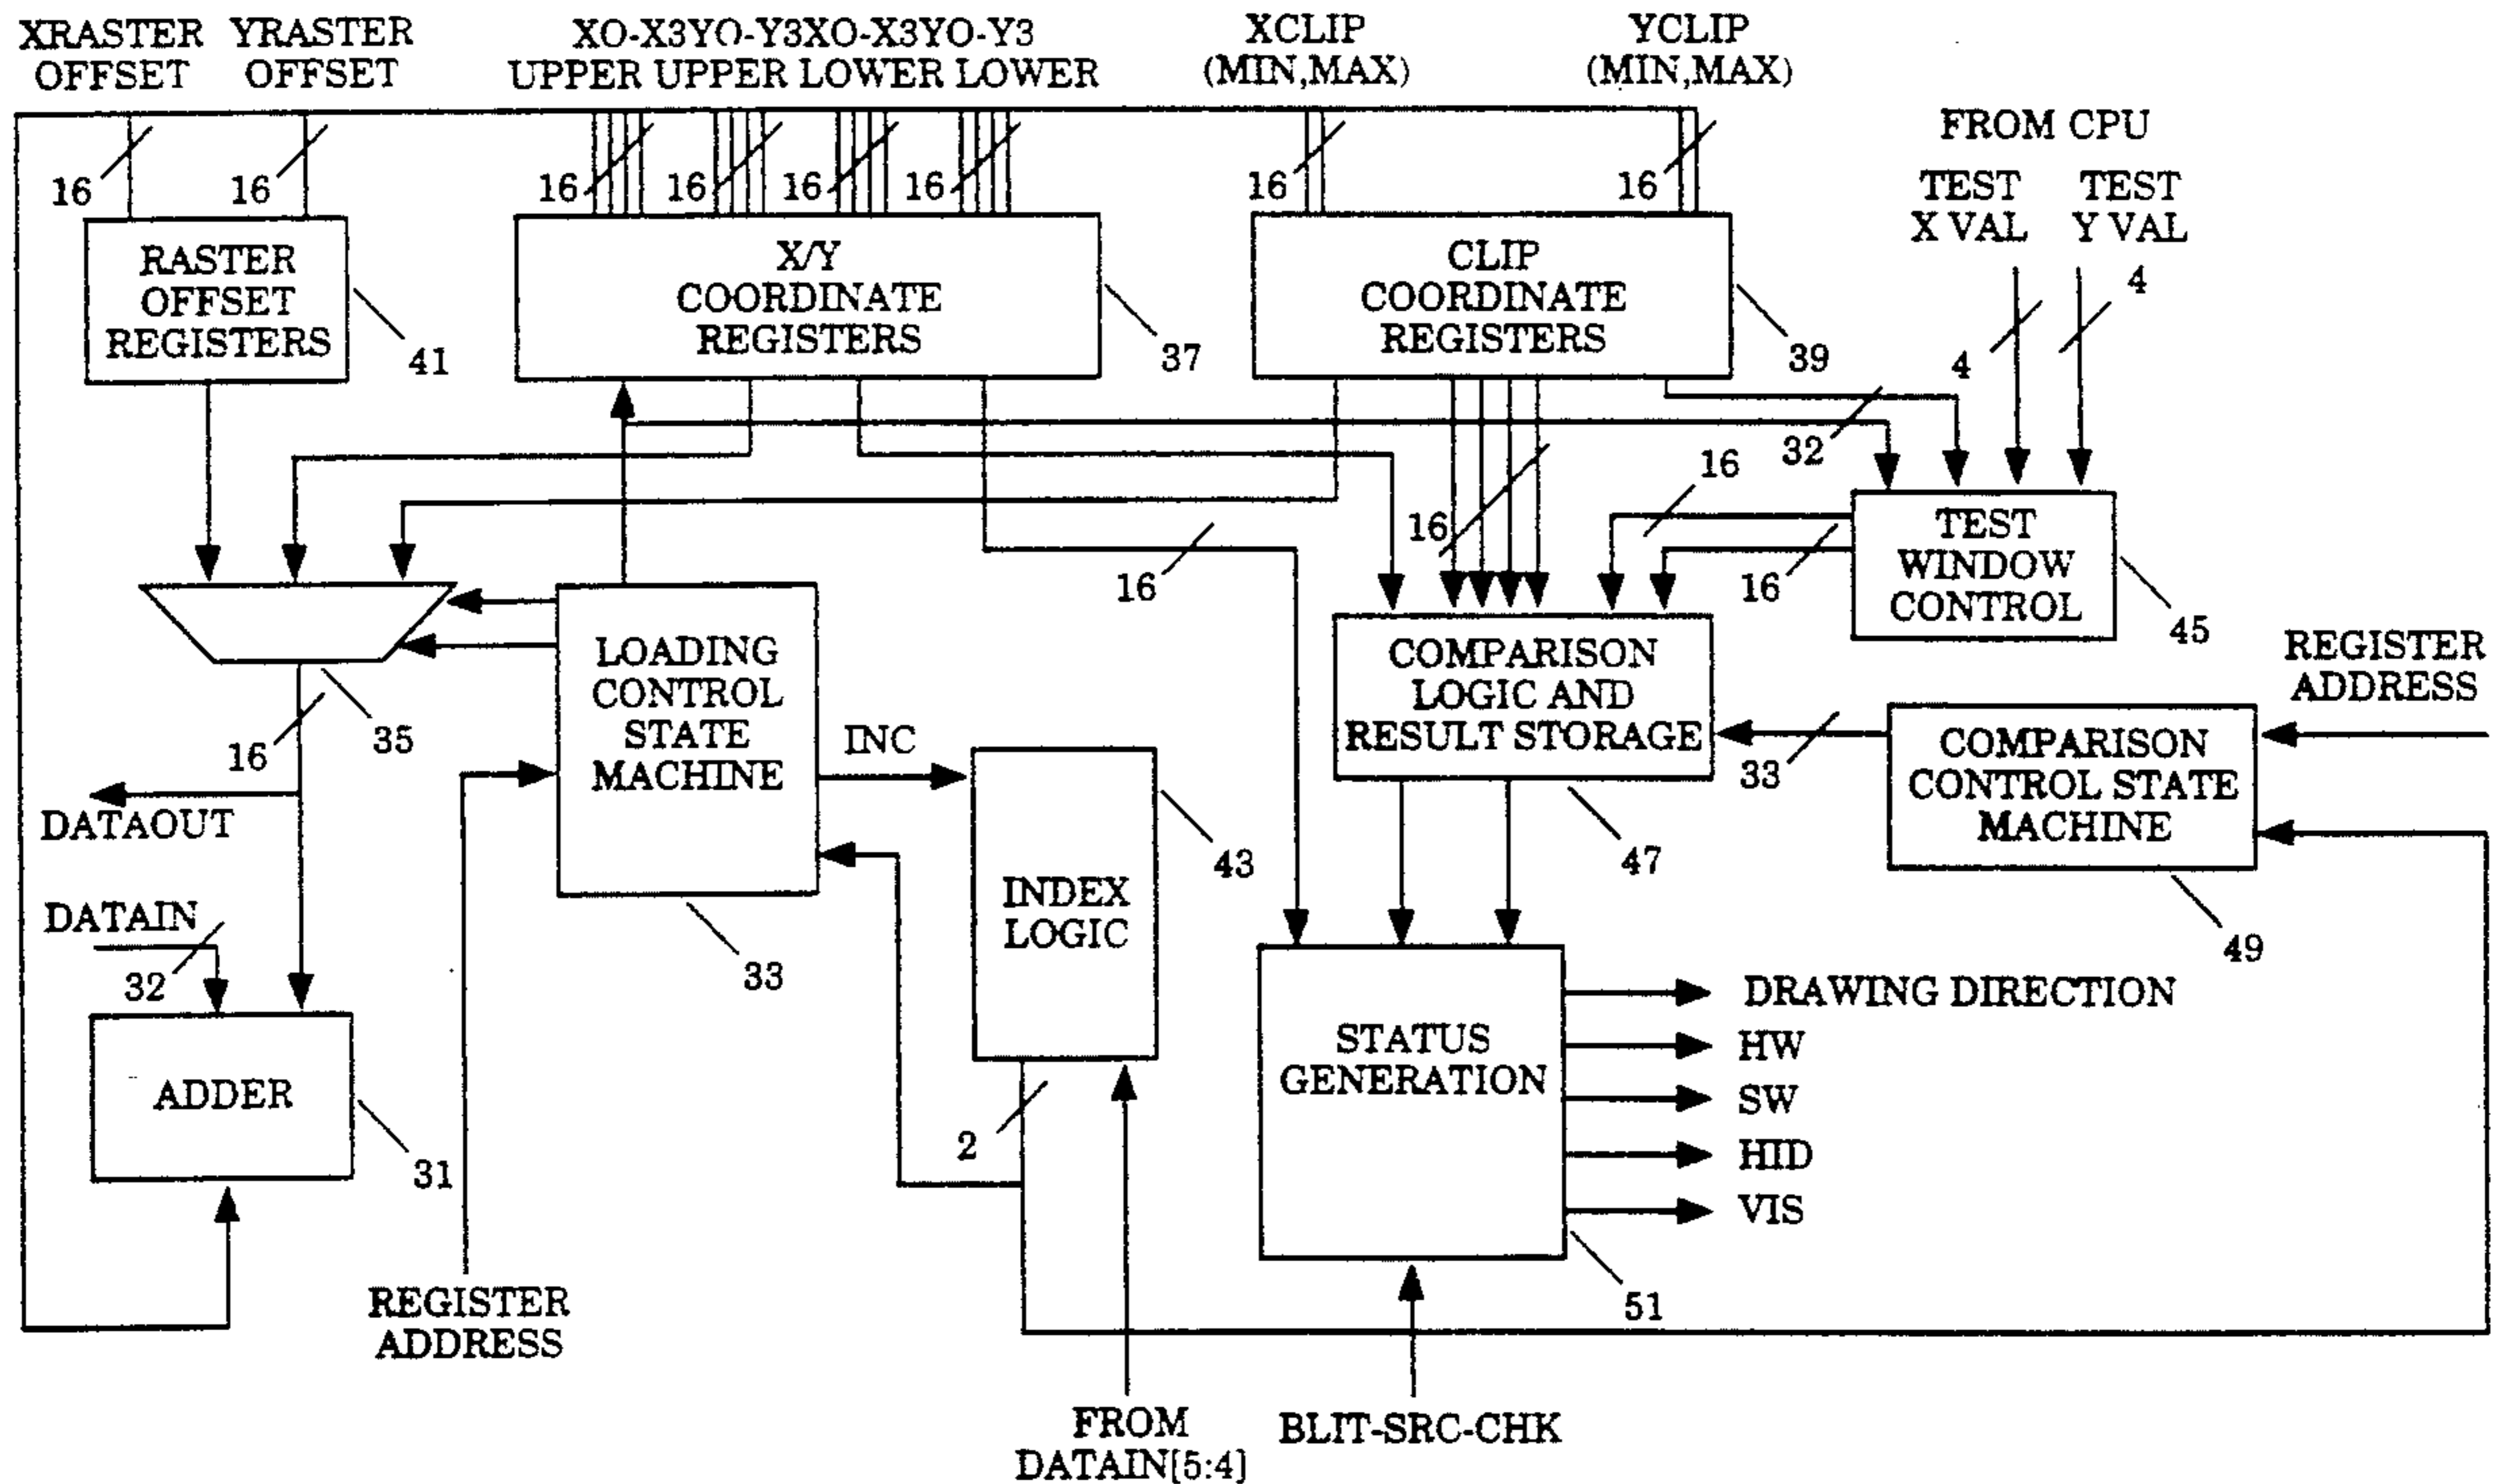 XRASTER YRASTER XO-X3YO-Y3XO-X3YO-Y3 XCLIP YCLIP
OFFSET OFFSET UPPER UPPER LOWER LOWER (MIN,MAX) (MIN,MAX)
FROM CPU
16 16 16 16 16 16 16 16
TEST TEST
X VAL Y VAL
RASTER
OFFSET
REGISTERS
41
X/Y
COORDINATE
REGISTERS
37
CLIP
COORDINATE
REGISTERS
39
4
4
32
16
16
16
16
TEST
WINDOW
CONTROL
45
35
16
DATAOUT
LOADING
CONTROL
STATE
MACHINE
33
INC
COMPARISON
LOGIC AND
RESULT STORAGE
47
33
REGISTER
ADDRESS
COMPARISON
CONTROL STATE
MACHINE
49
INDEX
LOGIC
43
DATAIN
32
ADDER
31
2
STATUS
GENERATION
51
DRAWING DIRECTION
HW
SW
HID
VIS
REGISTER
ADDRESS
FROM
DATAIN[5:4]
BLIT-SRC-CHK